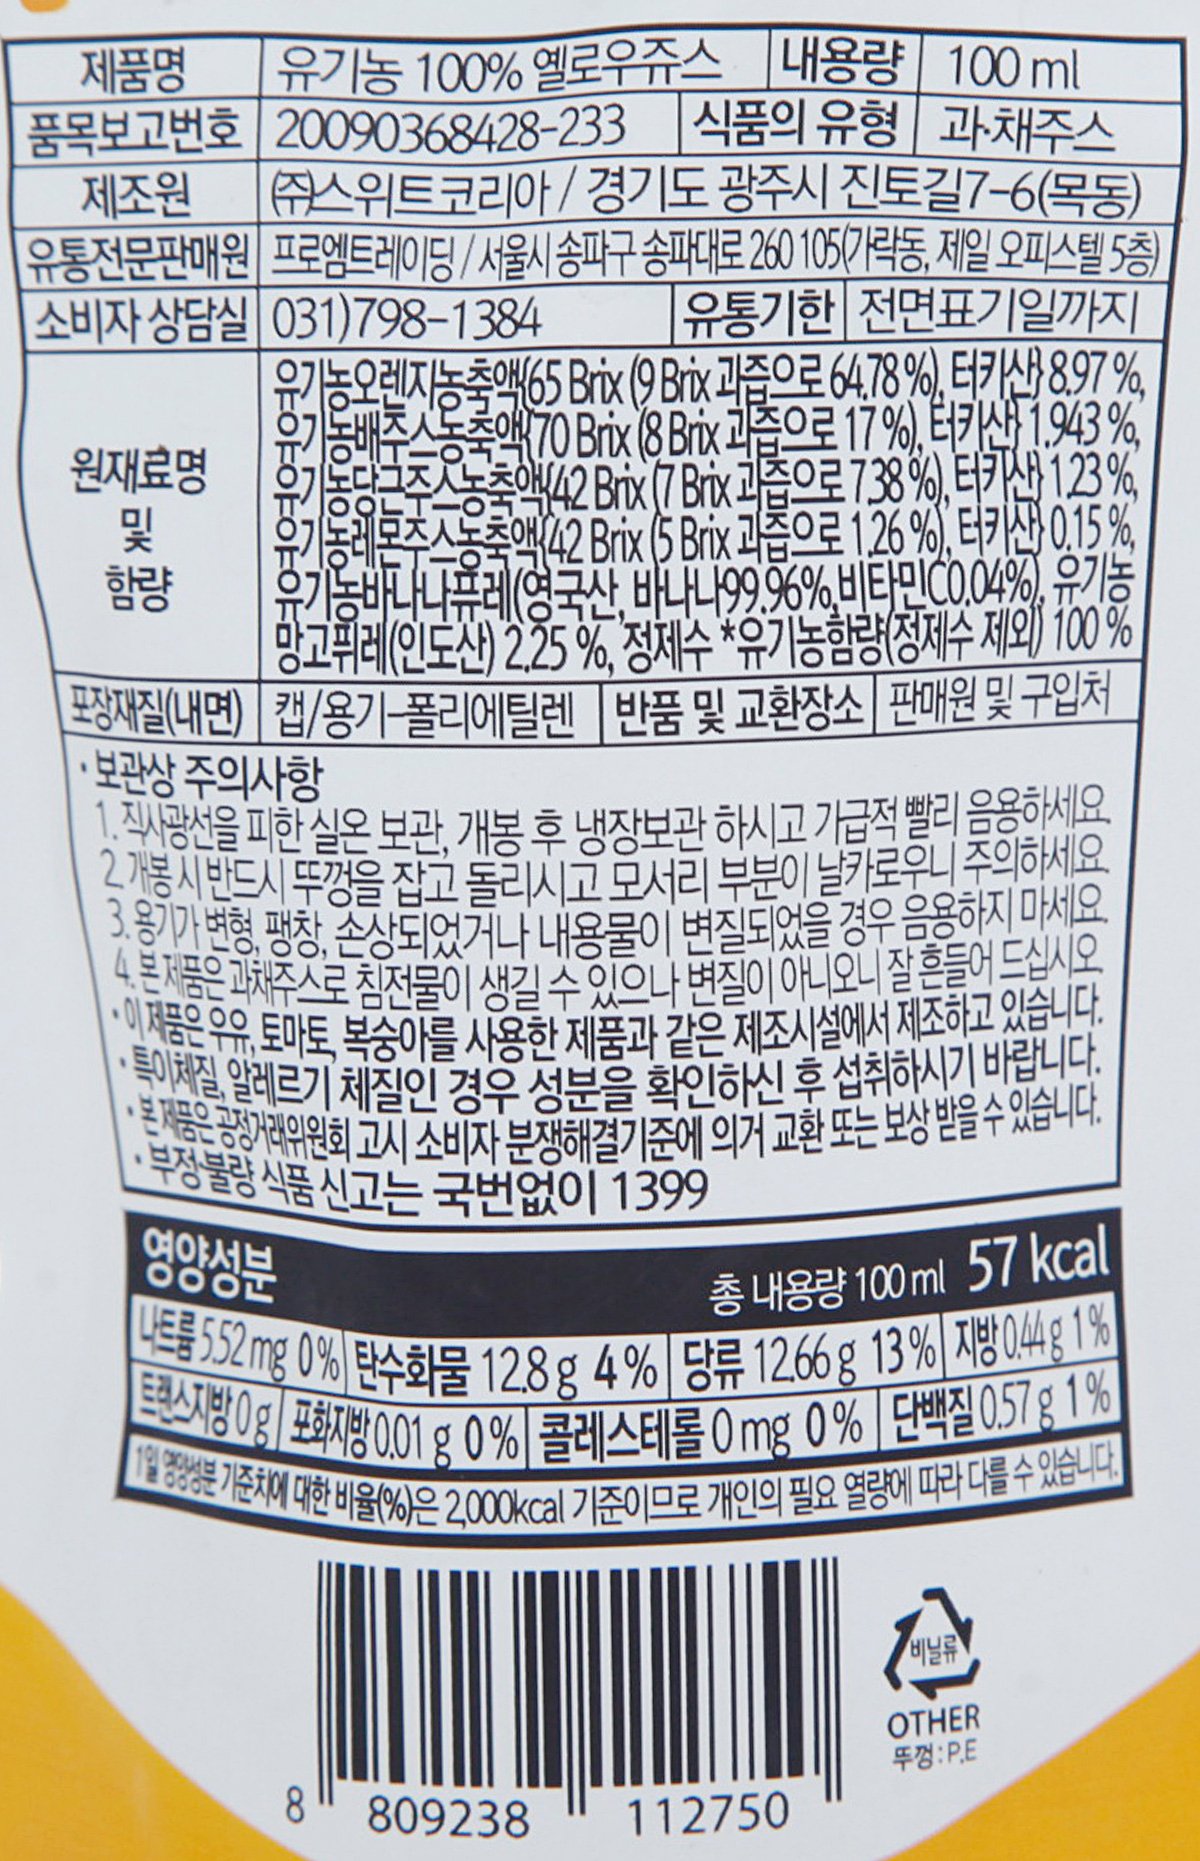 제품명 유기농 100% 옐로우쥬스 내용량 100 ml
품목보고번호 20090368428-233 식품의 유형 과·채주스
제조원 (주)스위트코리아 / 경기도 광주시 진토길7-6(목동)
유통전문판매원 프로엠트레이딩 / 서울시 송파구 송파대로 260 105(가락동, 제일 오피스텔 5층)
소비자 상담실 031)798-1384 유통기한 전면표기일까지
원재료명
및
함량
유기농오렌지농축액{65 Brix (9 Brix 과즙으로 64.78 %), 터키산} 8.97 %,
유기농배주스농축액{70 Brix (8 Brix 과즙으로 17 %), 터키산} 1.943 %,
유기농당근주스농축액{42 Brix (7 Brix 과즙으로 7.38 %), 터키산} 1.23 %,
유기농레몬주스농축액{42 Brix (5 Brix 과즙으로 1.26 %), 터키산} 0.15 %,
유기농바나나퓨레(영국산, 바나나99.96%,비타민C0.04%), 유기농
망고퓌레(인도산) 2.25 %, 정제수 *유기농함량(정제수 제외) 100 %
포장재질(내면) 캡/용기-폴리에틸렌 반품 및 교환장소 판매원 및 구입처
· 보관상 주의사항
1. 직사광선을 피한 실온 보관, 개봉 후 냉장보관 하시고 가급적 빨리 음용하세요.
2. 개봉 시 반드시 뚜껑을 잡고 돌리시고 모서리 부분이 날카로우니 주의하세요.
3. 용기가 변형, 팽창, 손상되었거나 내용물이 변질되었을 경우 음용하지 마세요.
4. 본 제품은 과채주스로 침전물이 생길 수 있으나 변질이 아니오니 잘 흔들어 드십시오.
· 이 제품은 우유, 토마토, 복숭아를 사용한 제품과 같은 제조시설에서 제조하고 있습니다.
· 특이체질, 알레르기 체질인 경우 성분을 확인하신 후 섭취하시기 바랍니다.
· 본 제품은 공정거래위원회 고시 소비자 분쟁해결기준에 의거 교환 또는 보상 받을 수 있습니다.
· 부정·불량 식품 신고는 국번없이 1399
영양성분 총 내용량 100 ml 57 kcal
나트륨 5.52 mg 0% 탄수화물 12.8 g 4% 당류 12.66 g 13% 지방 0.44 g 1%
트랜스지방 0 g 포화지방 0.01 g 0% 콜레스테롤 0 mg 0% 단백질 0.57 g 1%
1일 영양성분 기준치에 대한 비율(%)은 2,000kcal 기준이므로 개인의 필요 열량에 따라 다를 수 있습니다.
비닐류
OTHER
뚜껑:P.E
8 809238 112750